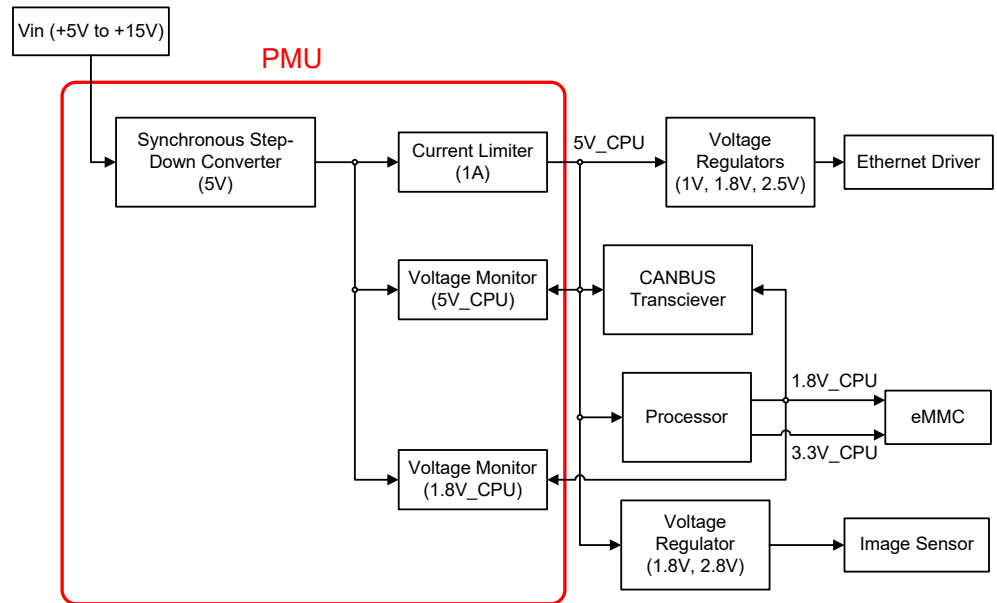 Vin (+5V to +15V)
PMU
Synchronous Step-
Down Converter
(5V)
Current Limiter
(1A)
5V_CPU
Voltage
Regulators
(1V, 1.8V, 2.5V)
Ethernet Driver
Voltage Monitor
(5V_CPU)
CANBUS
Transciever
1.8V_CPU
Processor
eMMC
3.3V_CPU
Voltage Monitor
(1.8V_CPU)
Voltage
Regulator
(1.8V, 2.8V)
Image Sensor